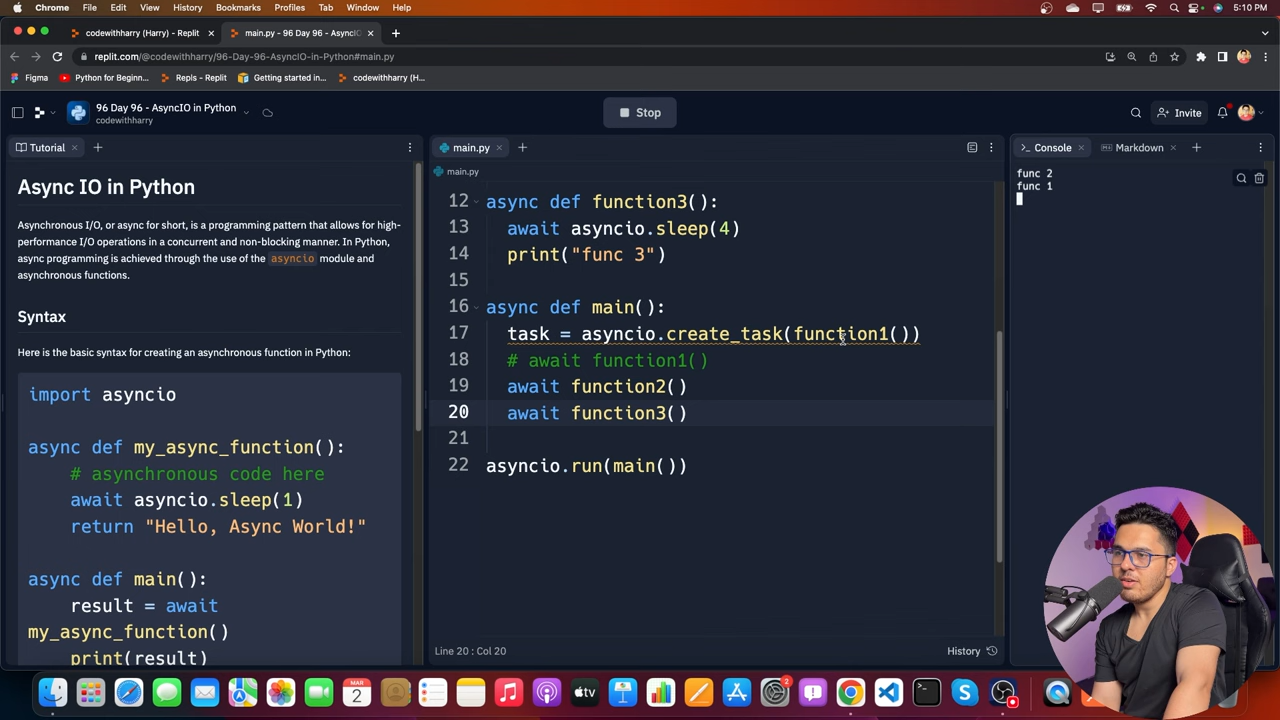 Chrome File Edit View History Bookmarks Profiles Tab Window Help 5:10 PM
codewithharry (Harry) - Replit main.py - 96 Day 96 - AsyncIO
replit.com/@codewithharry/96-Day-96-AsyncIO-in-Python#main.py
Figma Python for Beginn... Repls - Replit Getting started in... codewithharry (H...
96 Day 96 - AsyncIO in Python
codewithharry
Stop
Invite
Tutorial
main.py
Console
Markdown
main.py
Async IO in Python
Asynchronous I/O, or async for short, is a programming pattern that allows for high-
performance I/O operations in a concurrent and non-blocking manner. In Python,
async programming is achieved through the use of the asyncio module and
asynchronous functions.
Syntax
Here is the basic syntax for creating an asynchronous function in Python:
import asyncio
async def my_async_function():
# asynchronous code here
await asyncio.sleep(1)
return "Hello, Async World!"
async def main():
result = await
my_async_function()
print(result)
12 async def function3():
13 await asyncio.sleep(4)
14 print("func 3")
15
16 async def main():
17 task = asyncio.create_task(function1())
18 # await function1()
19 await function2()
20 await function3()
21
22 asyncio.run(main())
Line 20 : Col 20
History
func 2
func 1
MAR
2
tv
2